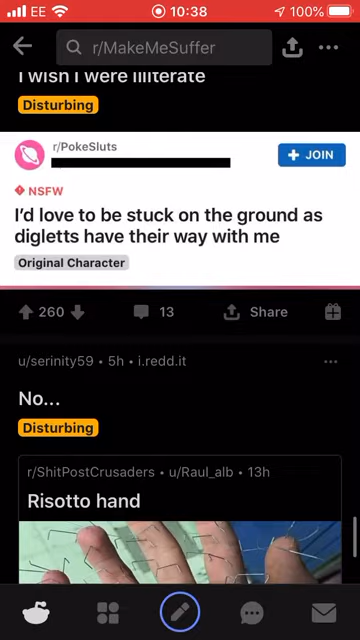 EE 10:38 100%
r/MakeMeSuffer
I wish I were illiterate
Disturbing
r/PokeSluts
+ JOIN
NSFW
I'd love to be stuck on the ground as
digletts have their way with me
Original Character
260 13 Share
u/serinity59 • 5h • i.redd.it
No...
Disturbing
r/ShitPostCrusaders • u/Raul_alb • 13h
Risotto hand